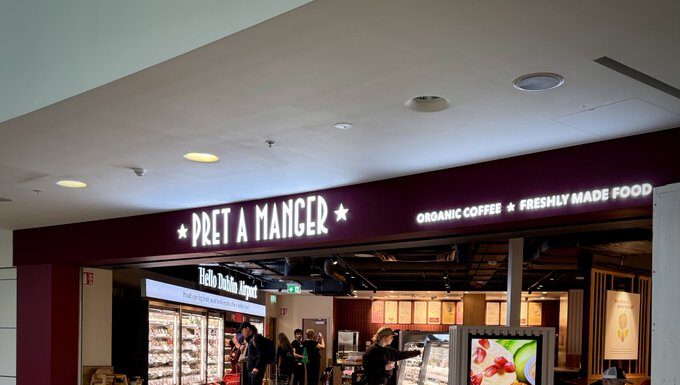 ★ PRET A MANGER ★
ORGANIC COFFEE ★ FRESHLY MADE FOOD
Hello Dublin Airport